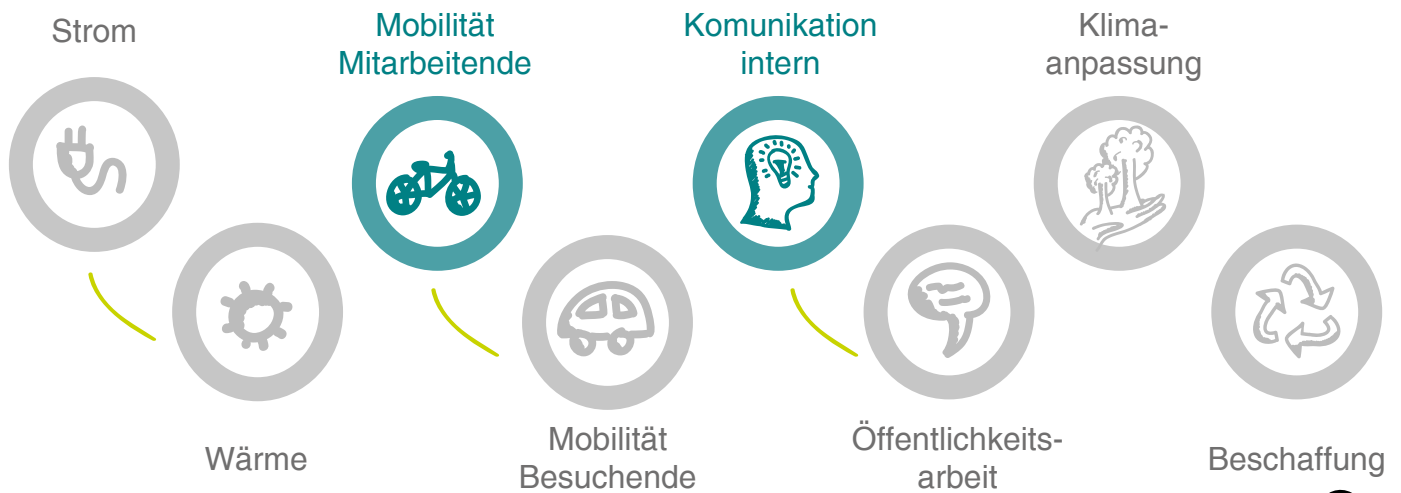 Strom
Mobilität
Mitarbeitende
Komunikation
intern
Klima-
anpassung
Wärme
Mobilität
Besuchende
Öffentlichkeits-
arbeit
Beschaffung